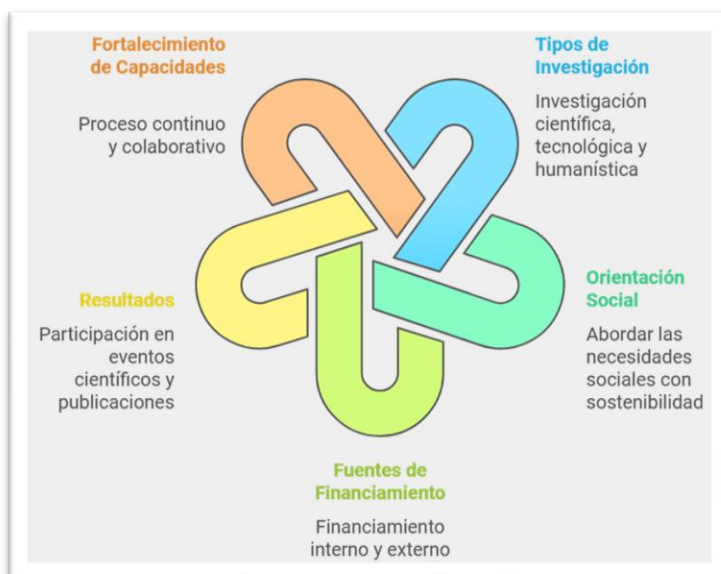 Fortalecimiento
de Capacidades
Proceso continuo
y colaborativo
Tipos de
Investigación
Investigación
científica,
tecnológica y
humanística
Resultados
Participación en
eventos
científicos y
publicaciones
Orientación
Social
Abordar las
necesidades
sociales con
sostenibilidad
Fuentes de
Financiamiento
Financiamiento
interno y externo